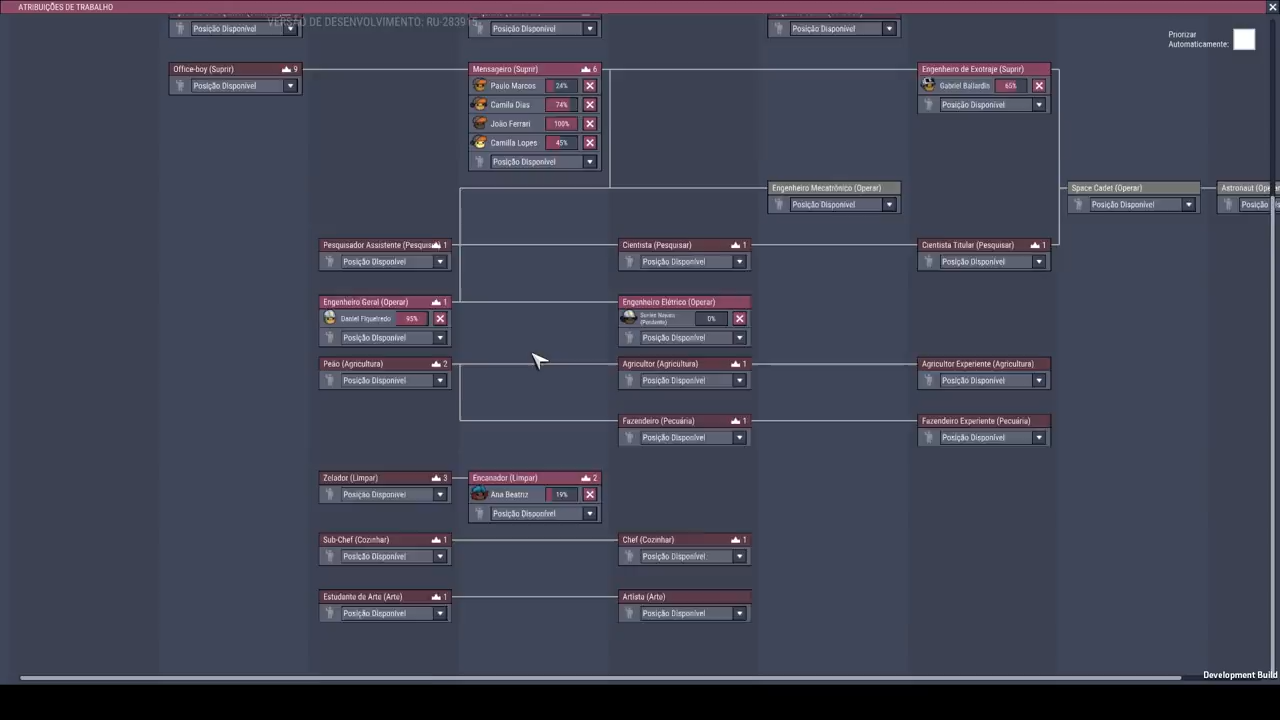 ATRIBUIÇÕES DE TRABALHO
VERSÃO DE DESENVOLVIMENTO: RU-283915
Posição Disponível
Posição Disponível
Posição Disponível
Priorizar
Automaticamente:
Office-boy (Suprir) 9
Posição Disponível
Mensageiro (Suprir) 6
Paulo Marcos 24%
Camila Dias 74%
João Ferrari 100%
Camilla Lopes 45%
Posição Disponível
Engenheiro de Exotraje (Suprir)
Gabriel Ballardin 65%
Posição Disponível
Engenheiro Mecatrônico (Operar)
Posição Disponível
Space Cadet (Operar)
Posição Disponível
Astronaut
Pesquisador Assistente 1
Posição Disponível
Cientista (Pesquisar) 1
Posição Disponível
Cientista Titular (Pesquisar) 1
Posição Disponível
Engenheiro Geral (Operar) 1
Daniel Figueiredo 95%
Posição Disponível
Engenheiro Elétrico (Operar)
(Pendente) 0%
Posição Disponível
Peão (Agricultura) 2
Posição Disponível
Agricultor (Agricultura) 1
Posição Disponível
Agricultor Experiente (Agricultura)
Posição Disponível
Fazendeiro (Pecuária) 1
Posição Disponível
Fazendeiro Experiente (Pecuária)
Posição Disponível
Zelador (Limpar) 3
Posição Disponível
Encanador (Limpar) 2
Ana Beatriz 19%
Posição Disponível
Sub-Chef (Cozinhar) 1
Posição Disponível
Chef (Cozinhar) 1
Posição Disponível
Estudante de Arte (Arte) 1
Posição Disponível
Artista (Arte)
Posição Disponível
Development Build